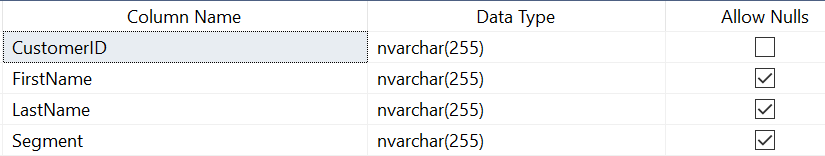 Column Name Data Type Allow Nulls
CustomerID nvarchar(255)
FirstName nvarchar(255)
LastName nvarchar(255)
Segment nvarchar(255)